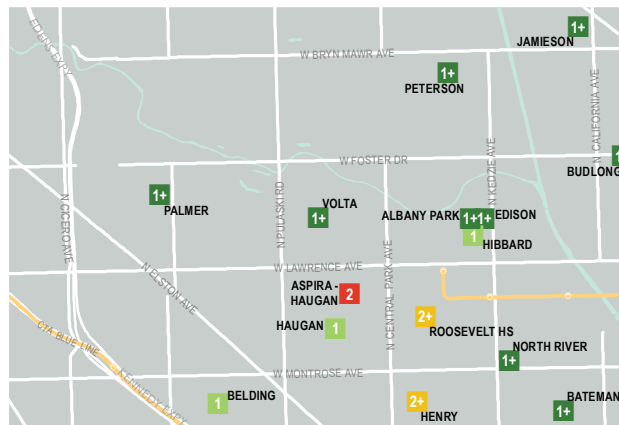 EDENS EXPY
JAMIESON
1+
W BRYN MAWR AVE
1+
PETERSON
N CALIFORNIA AVE
N KEDZIE AVE
W FOSTER DR
BUDLONG
1+
PALMER
N CICERO AVE
N PULASKI RD
VOLTA
1+
ALBANY PARK
1+
1+
EDISON
1
HIBBARD
N ELSTON AVE
W LAWRENCE AVE
N CENTRAL PARK AVE
ASPIRA -
HAUGAN
2
HAUGAN
1
2+
ROOSEVELT HS
CTA BLUE LINE
NORTH RIVER
1+
W MONTROSE AVE
KENNEDY EXPY
BELDING
1
2+
HENRY
BATEMAN
1+